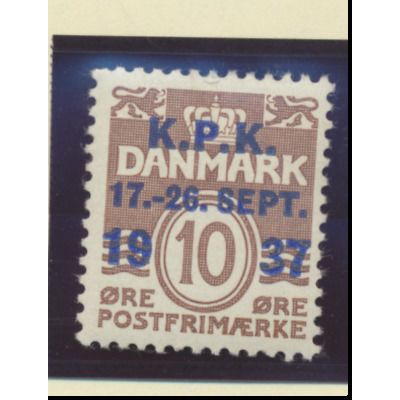 K.P.K.
DANMARK
17.-26. SEPT.
19 10 37
ØRE ØRE
POSTFRIMÆRKE